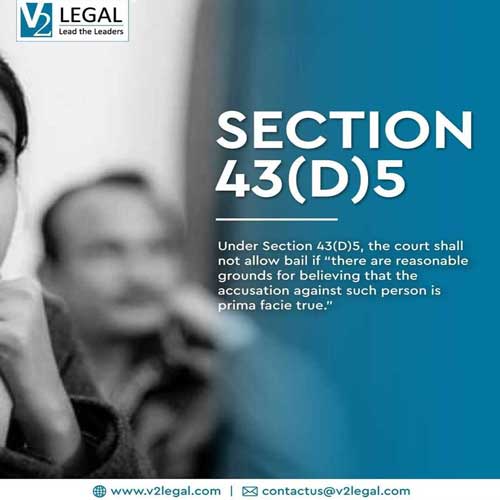 V2 LEGAL
Lead the Leaders
SECTION
43(D)5
Under Section 43(D)5, the court shall
not allow bail if “there are reasonable
grounds for believing that the
accusation against such person is
prima facie true.”
www.v2legal.com | contactus@v2legal.com